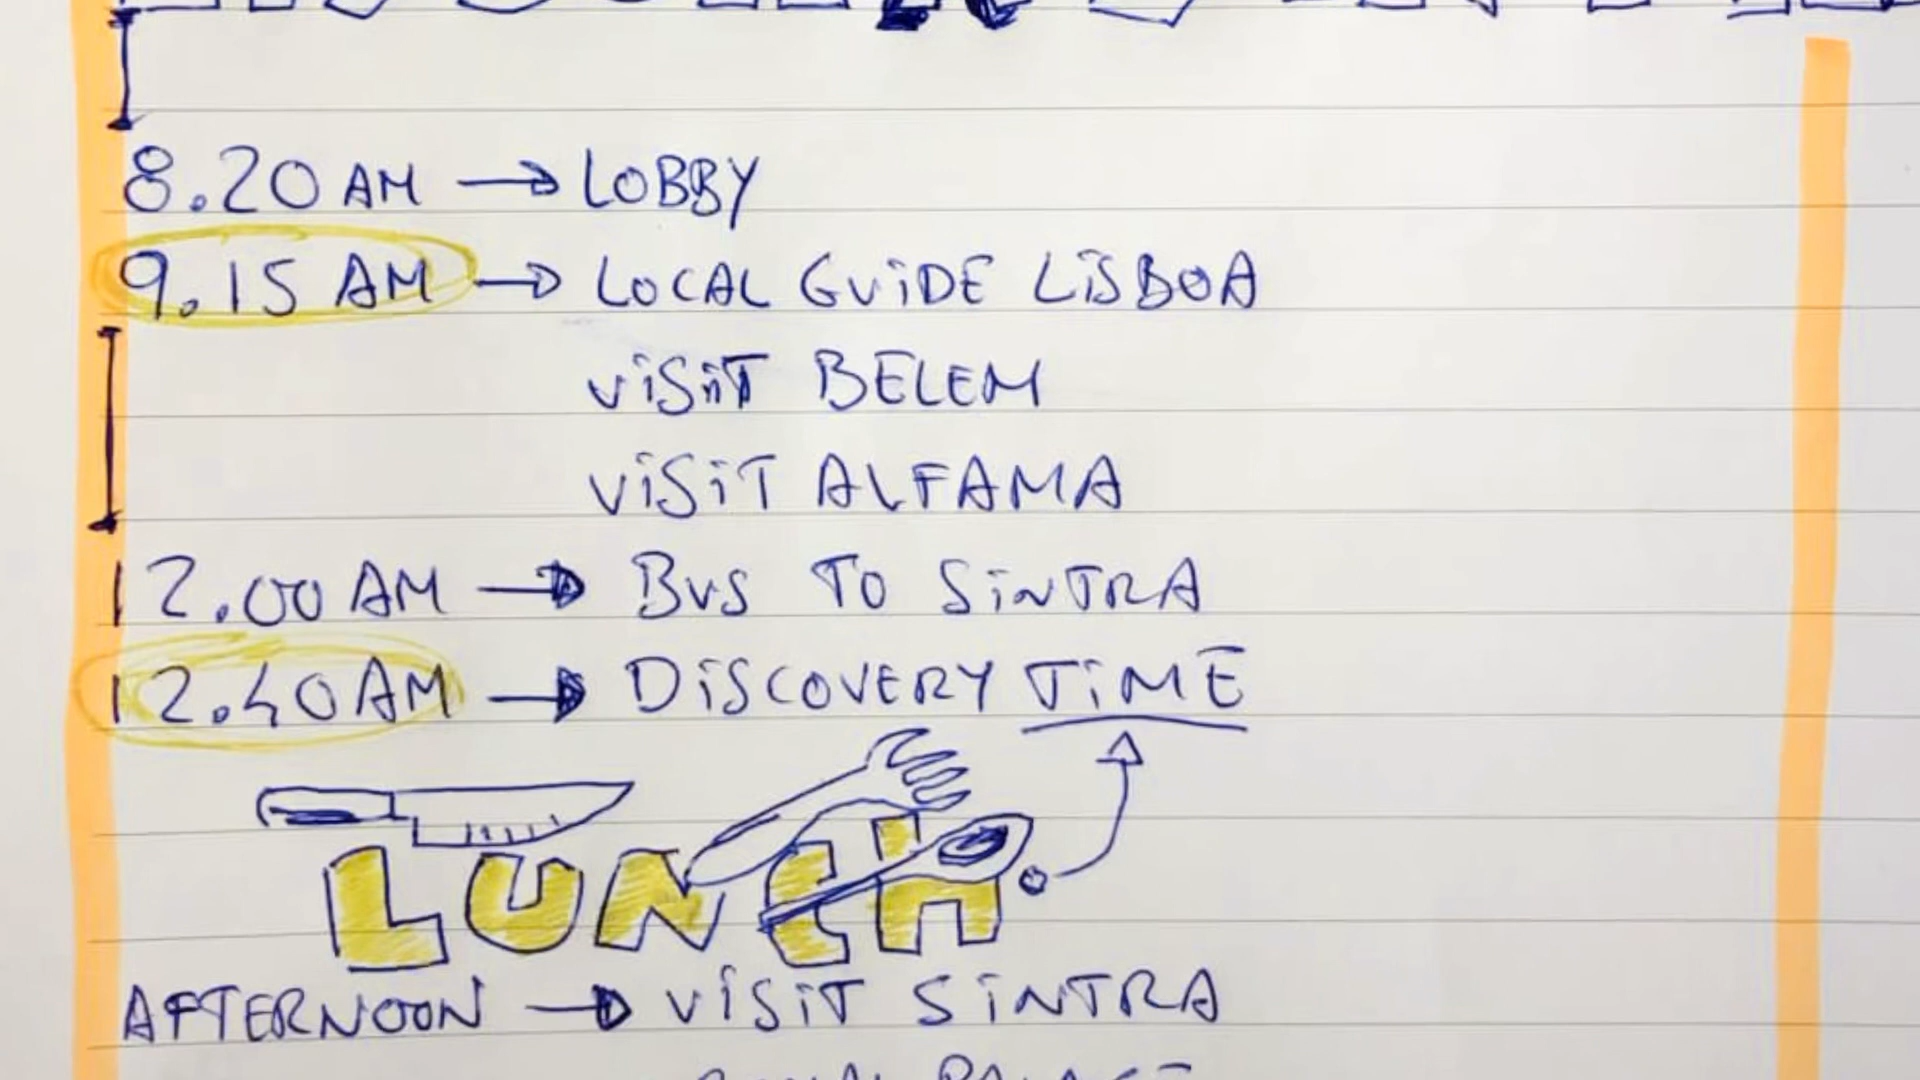 8.20 AM → LOBBY
9.15 AM → LOCAL GUIDE LISBOA
VISIT BELEM
VISIT ALFAMA
12.00 AM → BUS TO SINTRA
12.40 AM → DISCOVERY TIME
LUNCH
AFTERNOON → VISIT SINTRA